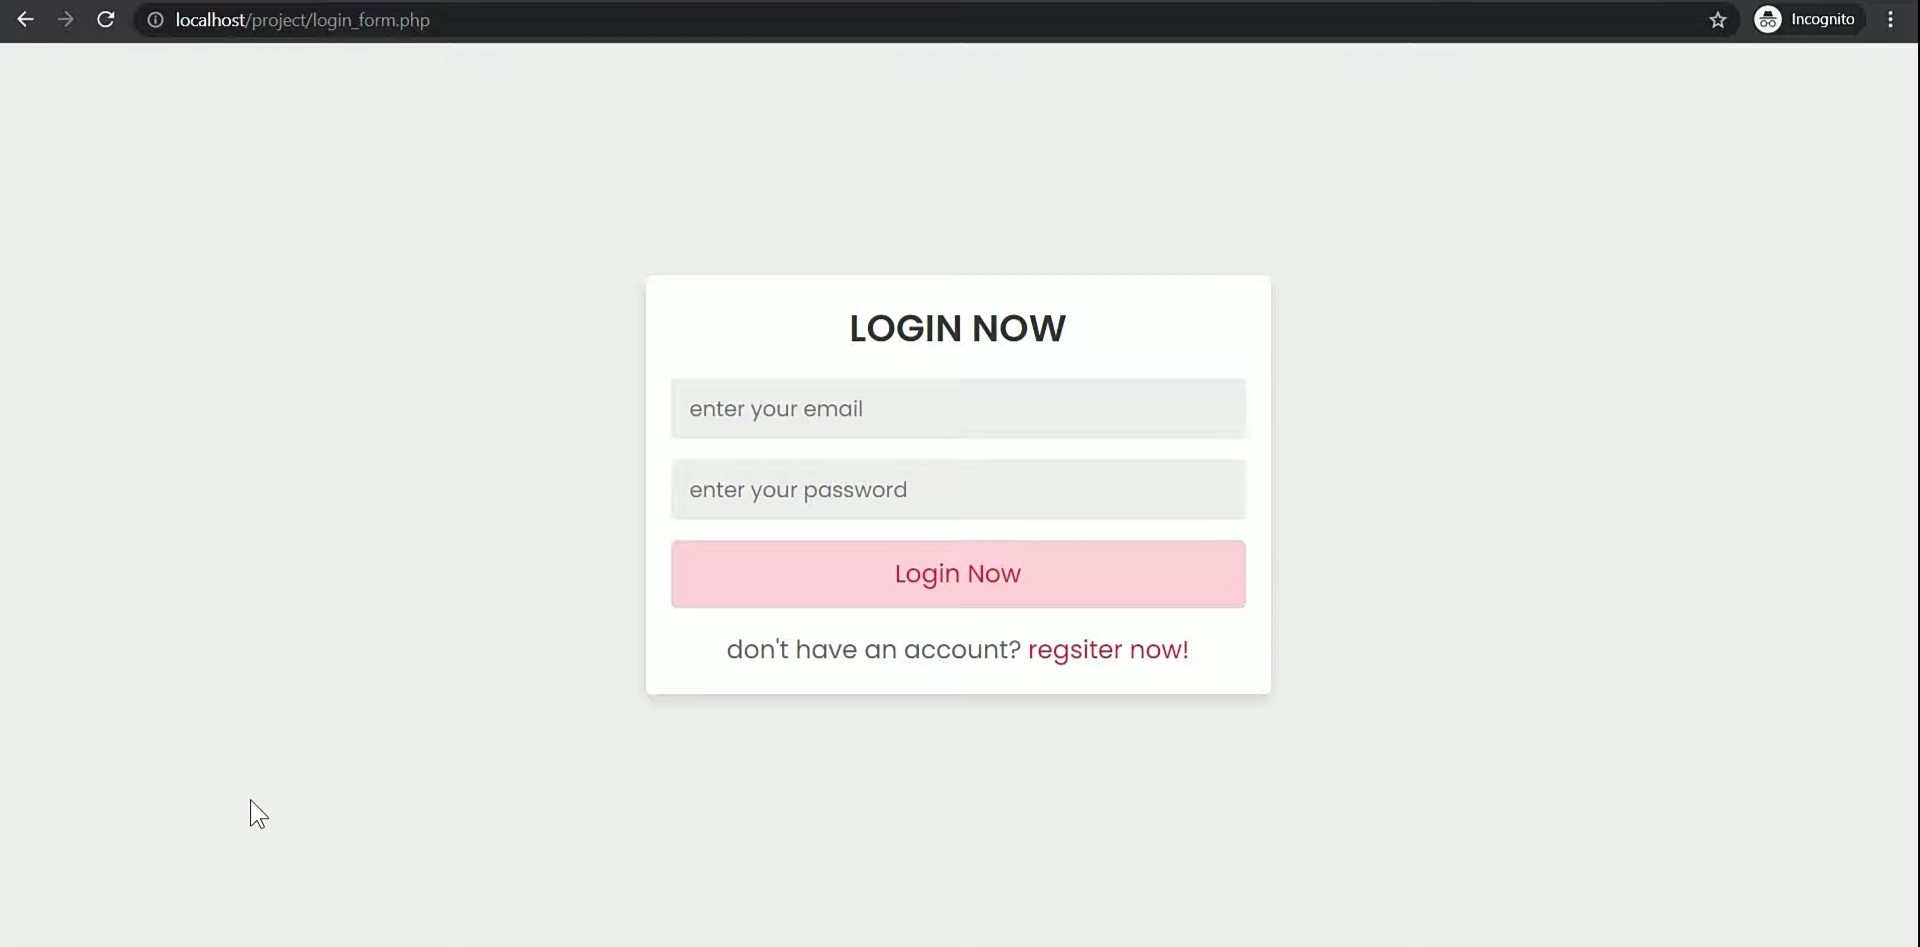 localhost/project/login_form.php
Incognito
LOGIN NOW
enter your email
enter your password
Login Now
don't have an account? regsiter now!